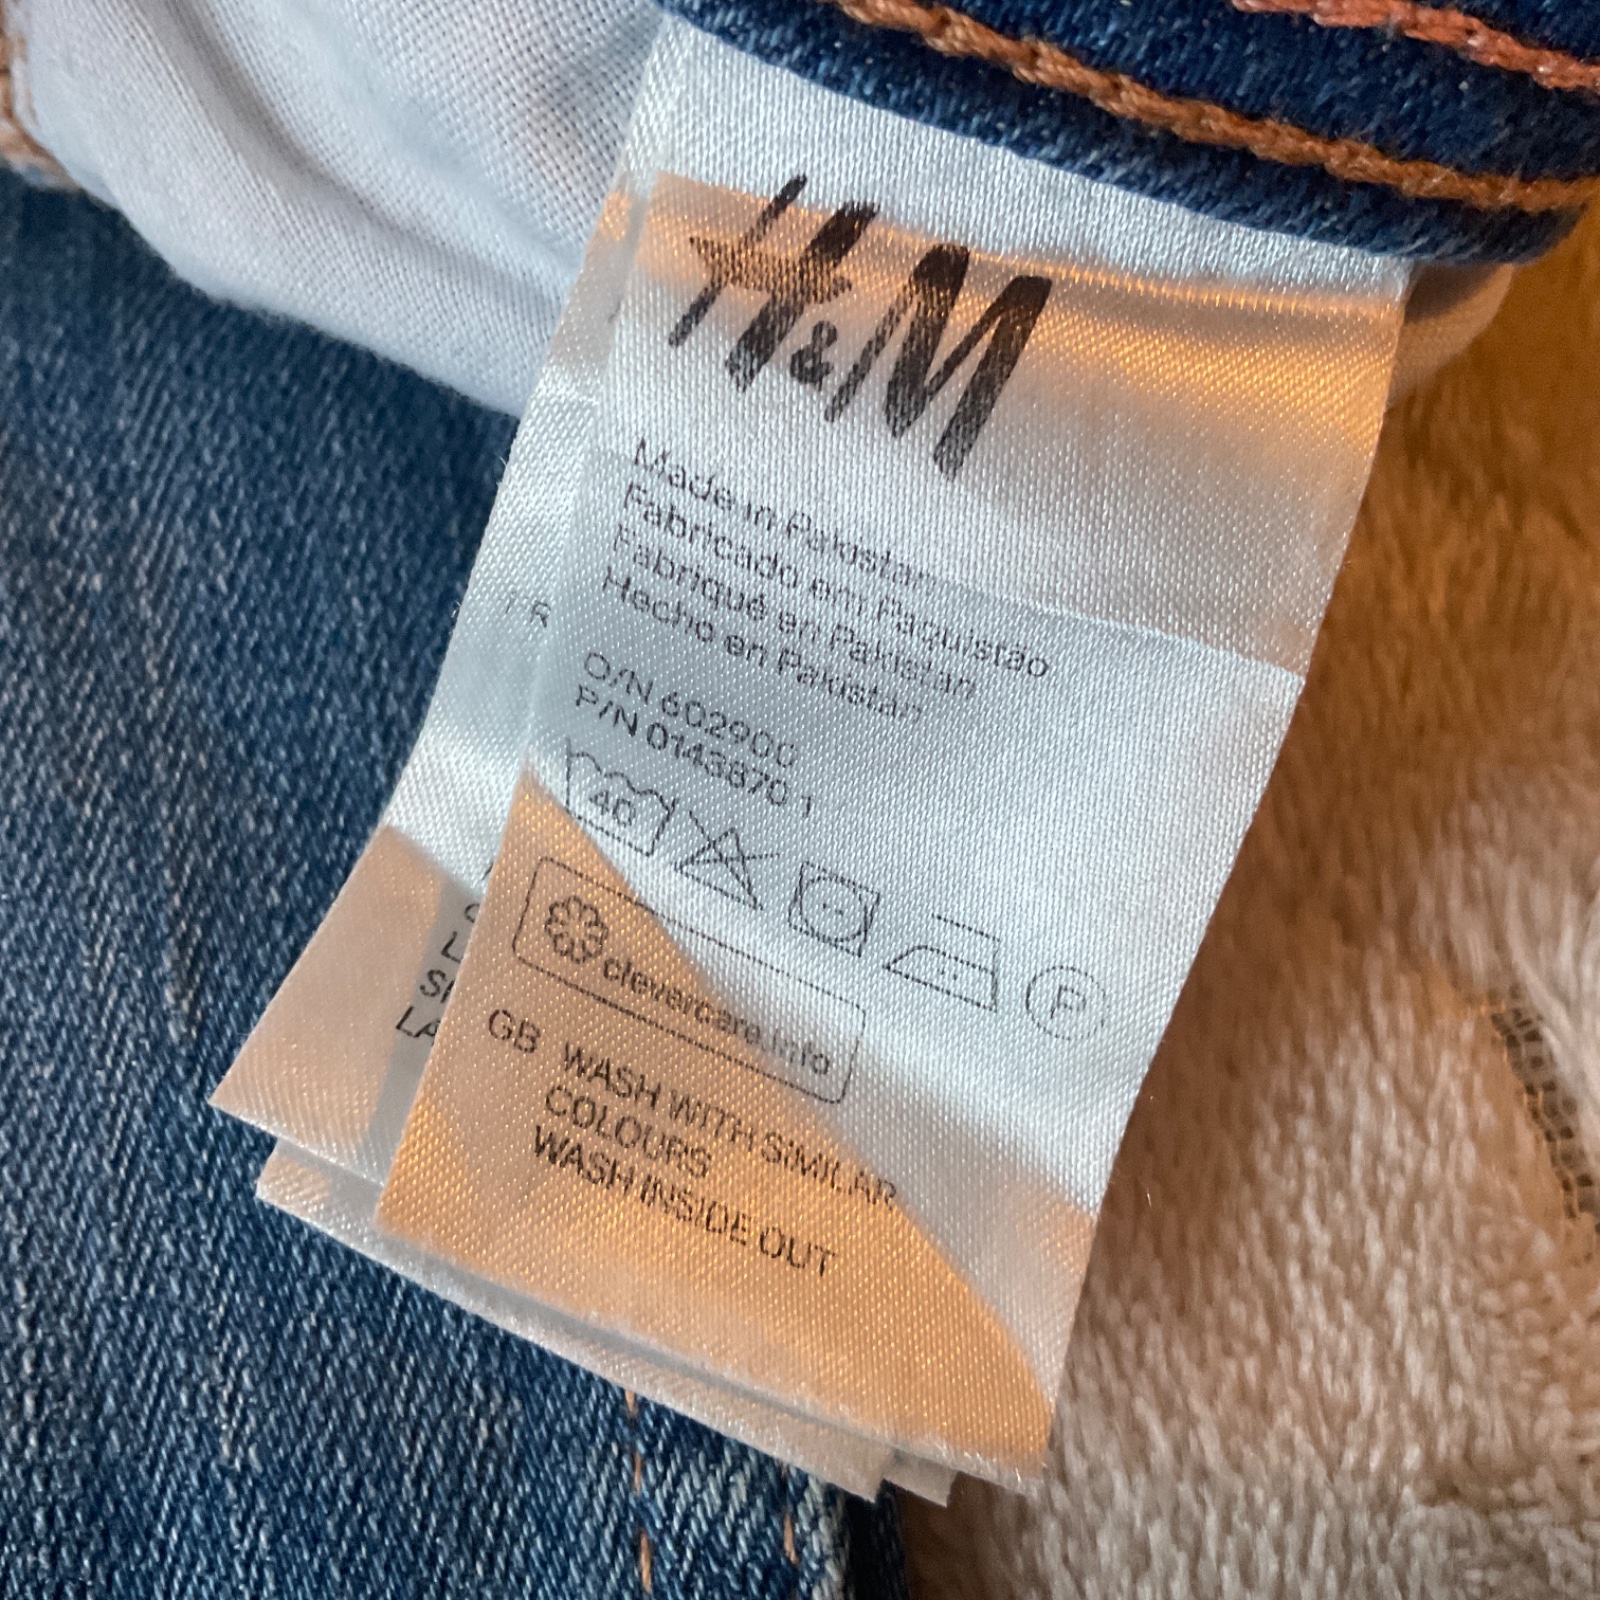 H&M
Made in Pakistan
Fabricado em Paquistão
Fabriqué en Pakistan
Hecho en Pakistan
O/N 602900
P/N 0143870 1
40
P
clevercare.info
GB WASH WITH SIMILAR
COLOURS
WASH INSIDE OUT
/ R
L
LA